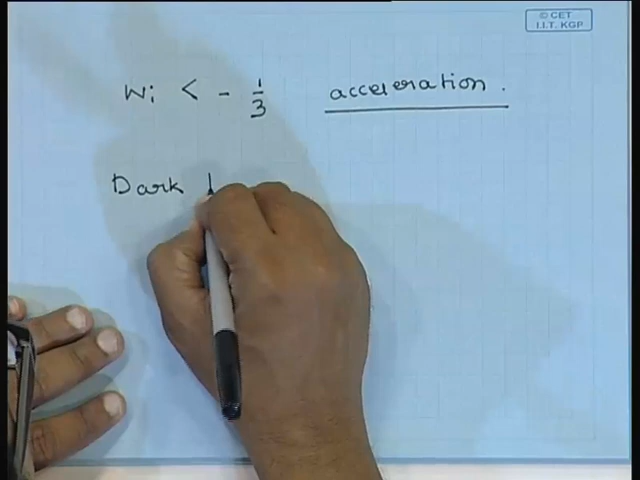 © CET
I.I.T. KGP
Wi < - 1/3 acceleration.
Dark